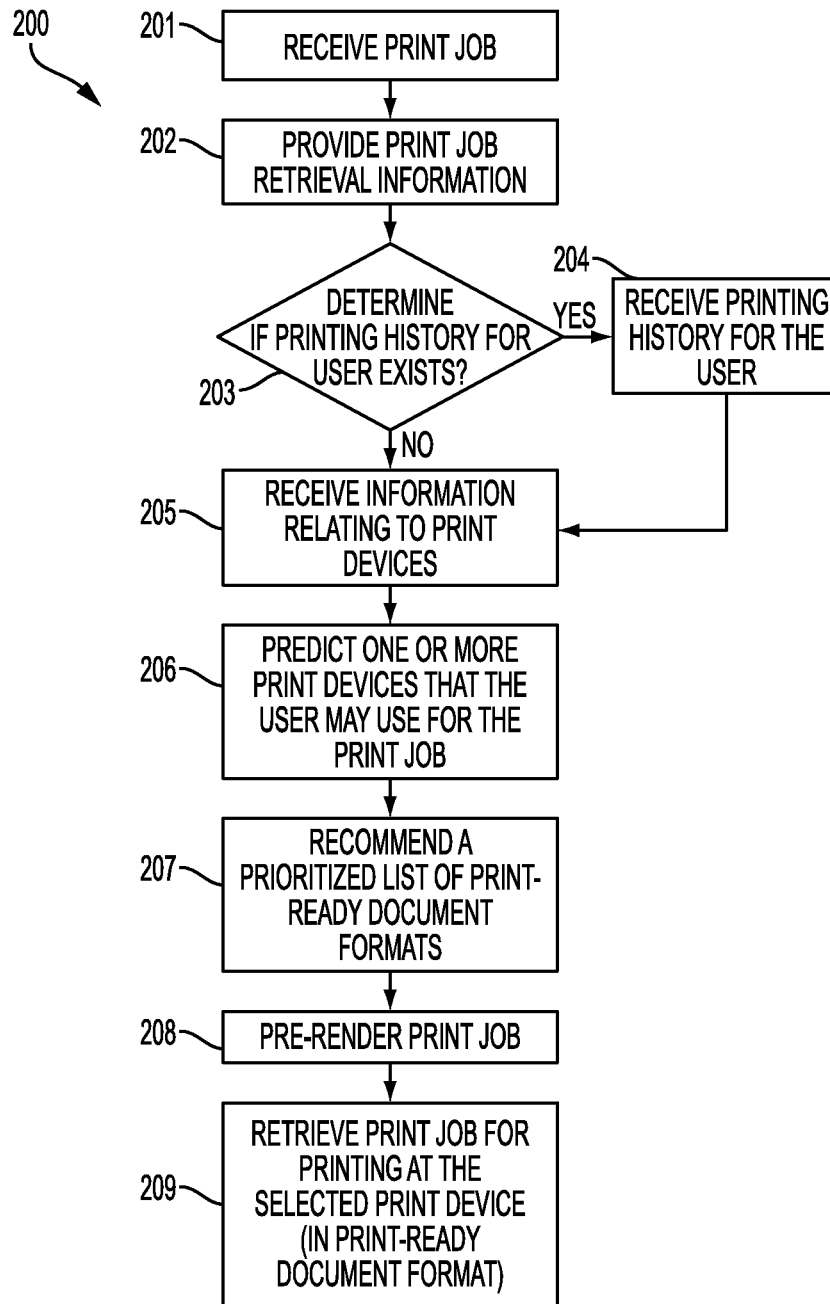 200
201
RECEIVE PRINT JOB
202
PROVIDE PRINT JOB
RETRIEVAL INFORMATION
203
DETERMINE
IF PRINTING HISTORY FOR
USER EXISTS?
YES
204
RECEIVE PRINTING
HISTORY FOR THE
USER
NO
205
RECEIVE INFORMATION
RELATING TO PRINT
DEVICES
206
PREDICT ONE OR MORE
PRINT DEVICES THAT THE
USER MAY USE FOR THE
PRINT JOB
207
RECOMMEND A
PRIORITIZED LIST OF PRINT-
READY DOCUMENT
FORMATS
208
PRE-RENDER PRINT JOB
209
RETRIEVE PRINT JOB FOR
PRINTING AT THE
SELECTED PRINT DEVICE
(IN PRINT-READY
DOCUMENT FORMAT)